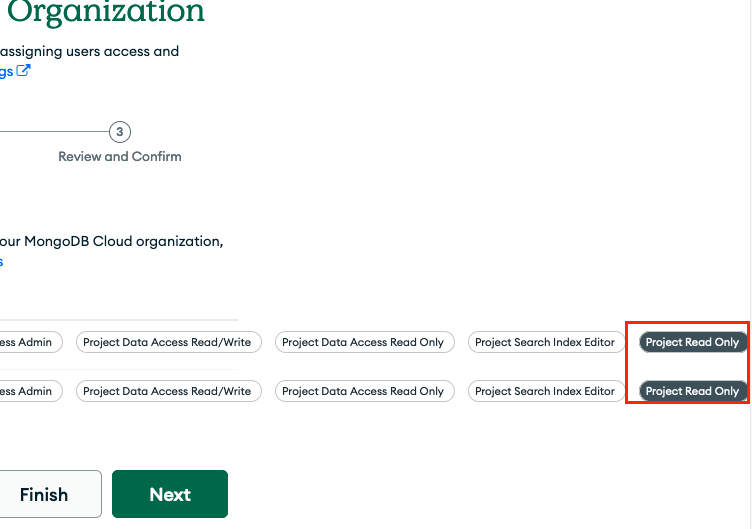 Organization
assigning users access and
gs
3
Review and Confirm
our MongoDB Cloud organization,
s
ess Admin Project Data Access Read/Write Project Data Access Read Only Project Search Index Editor Project Read Only
ess Admin Project Data Access Read/Write Project Data Access Read Only Project Search Index Editor Project Read Only
Finish Next